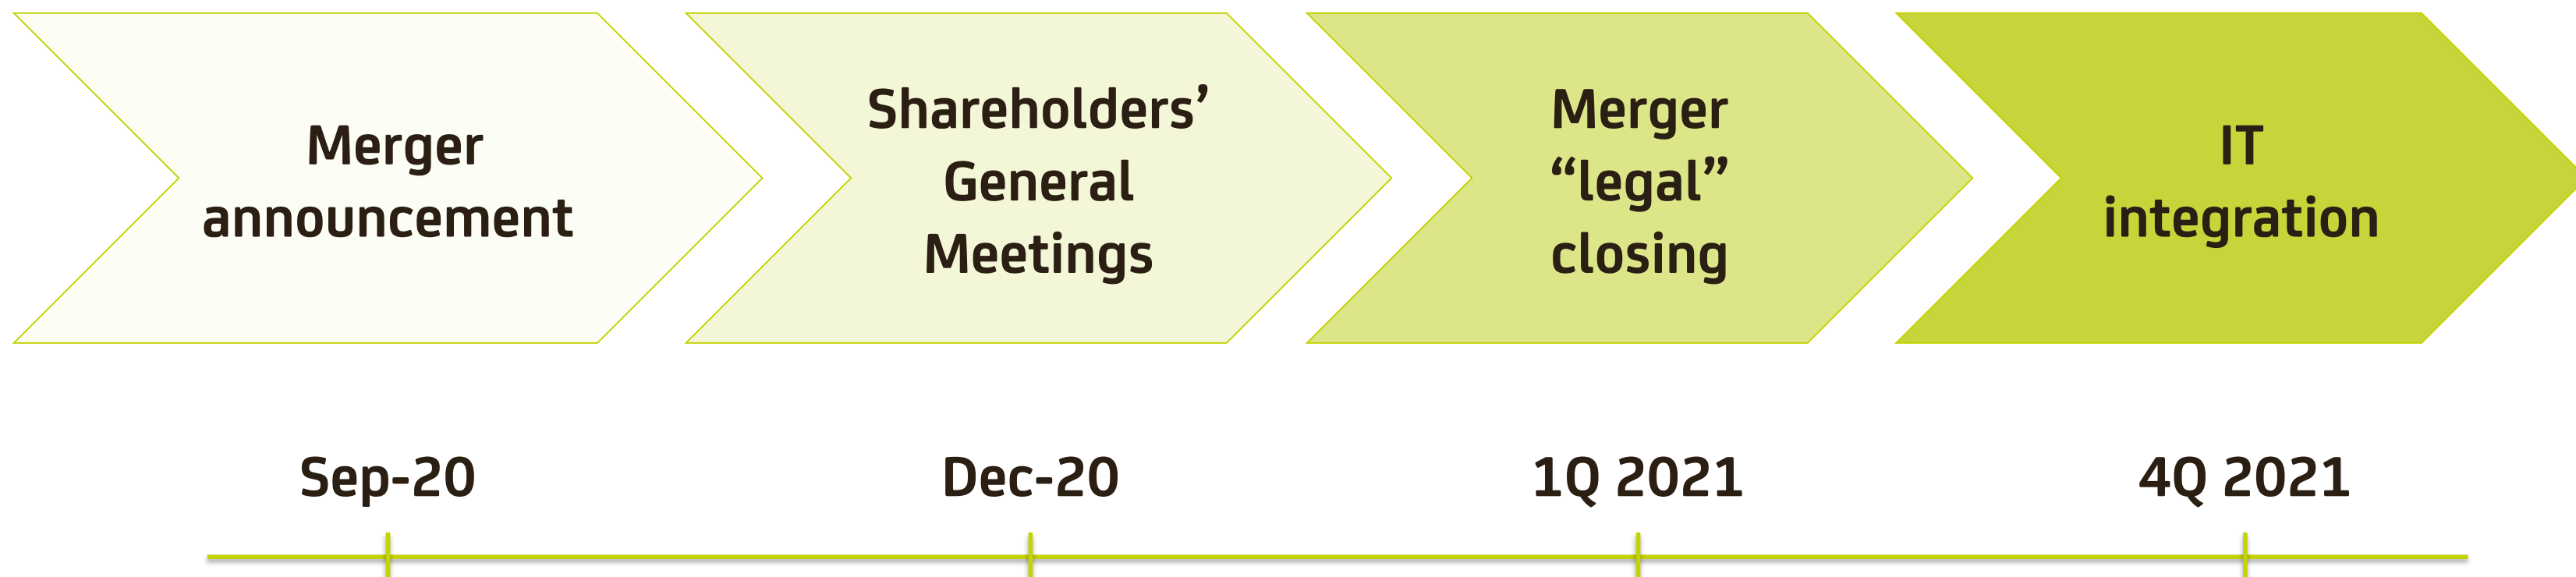 Merger
announcement
Shareholders’
General
Meetings
Merger
“legal”
closing
IT
integration
Sep-20
Dec-20
1Q 2021
4Q 2021